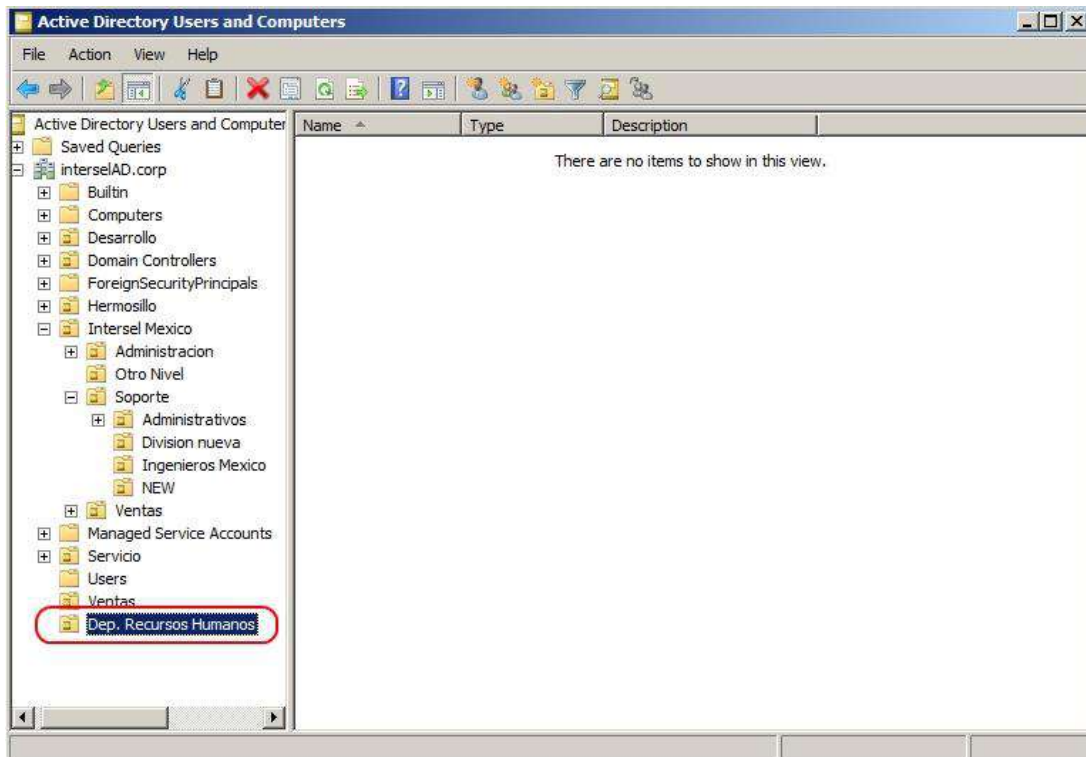 Active Directory Users and Computers
File Action View Help
Active Directory Users and Computer
Name Type Description
Saved Queries
There are no items to show in this view.
interselAD.corp
Builtin
Computers
Desarrollo
Domain Controllers
ForeignSecurityPrincipals
Hermosillo
Intersel Mexico
Administracion
Otro Nivel
Soporte
Administrativos
Division nueva
Ingenieros Mexico
NEW
Ventas
Managed Service Accounts
Servicio
Users
Ventas
Dep. Recursos Humanos